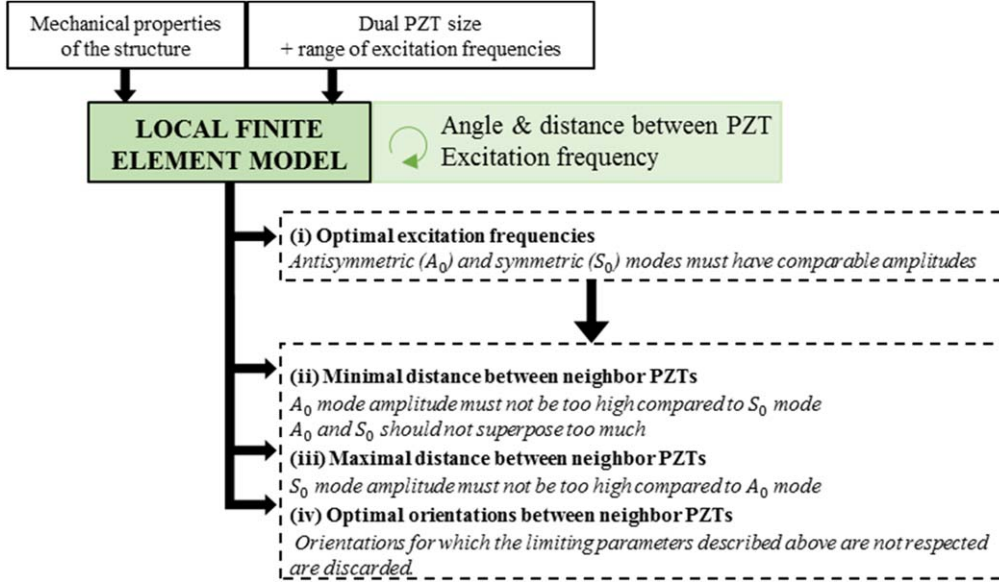 Mechanical properties
of the structure
Dual PZT size
+ range of excitation frequencies
LOCAL FINITE
ELEMENT MODEL
Angle & distance between PZT
Excitation frequency
(i) Optimal excitation frequencies
Antisymmetric (A₀) and symmetric (S₀) modes must have comparable amplitudes
(ii) Minimal distance between neighbor PZTs
A₀ mode amplitude must not be too high compared to S₀ mode
A₀ and S₀ should not superpose too much
(iii) Maximal distance between neighbor PZTs
S₀ mode amplitude must not be too high compared to A₀ mode
(iv) Optimal orientations between neighbor PZTs
Orientations for which the limiting parameters described above are not respected
are discarded.